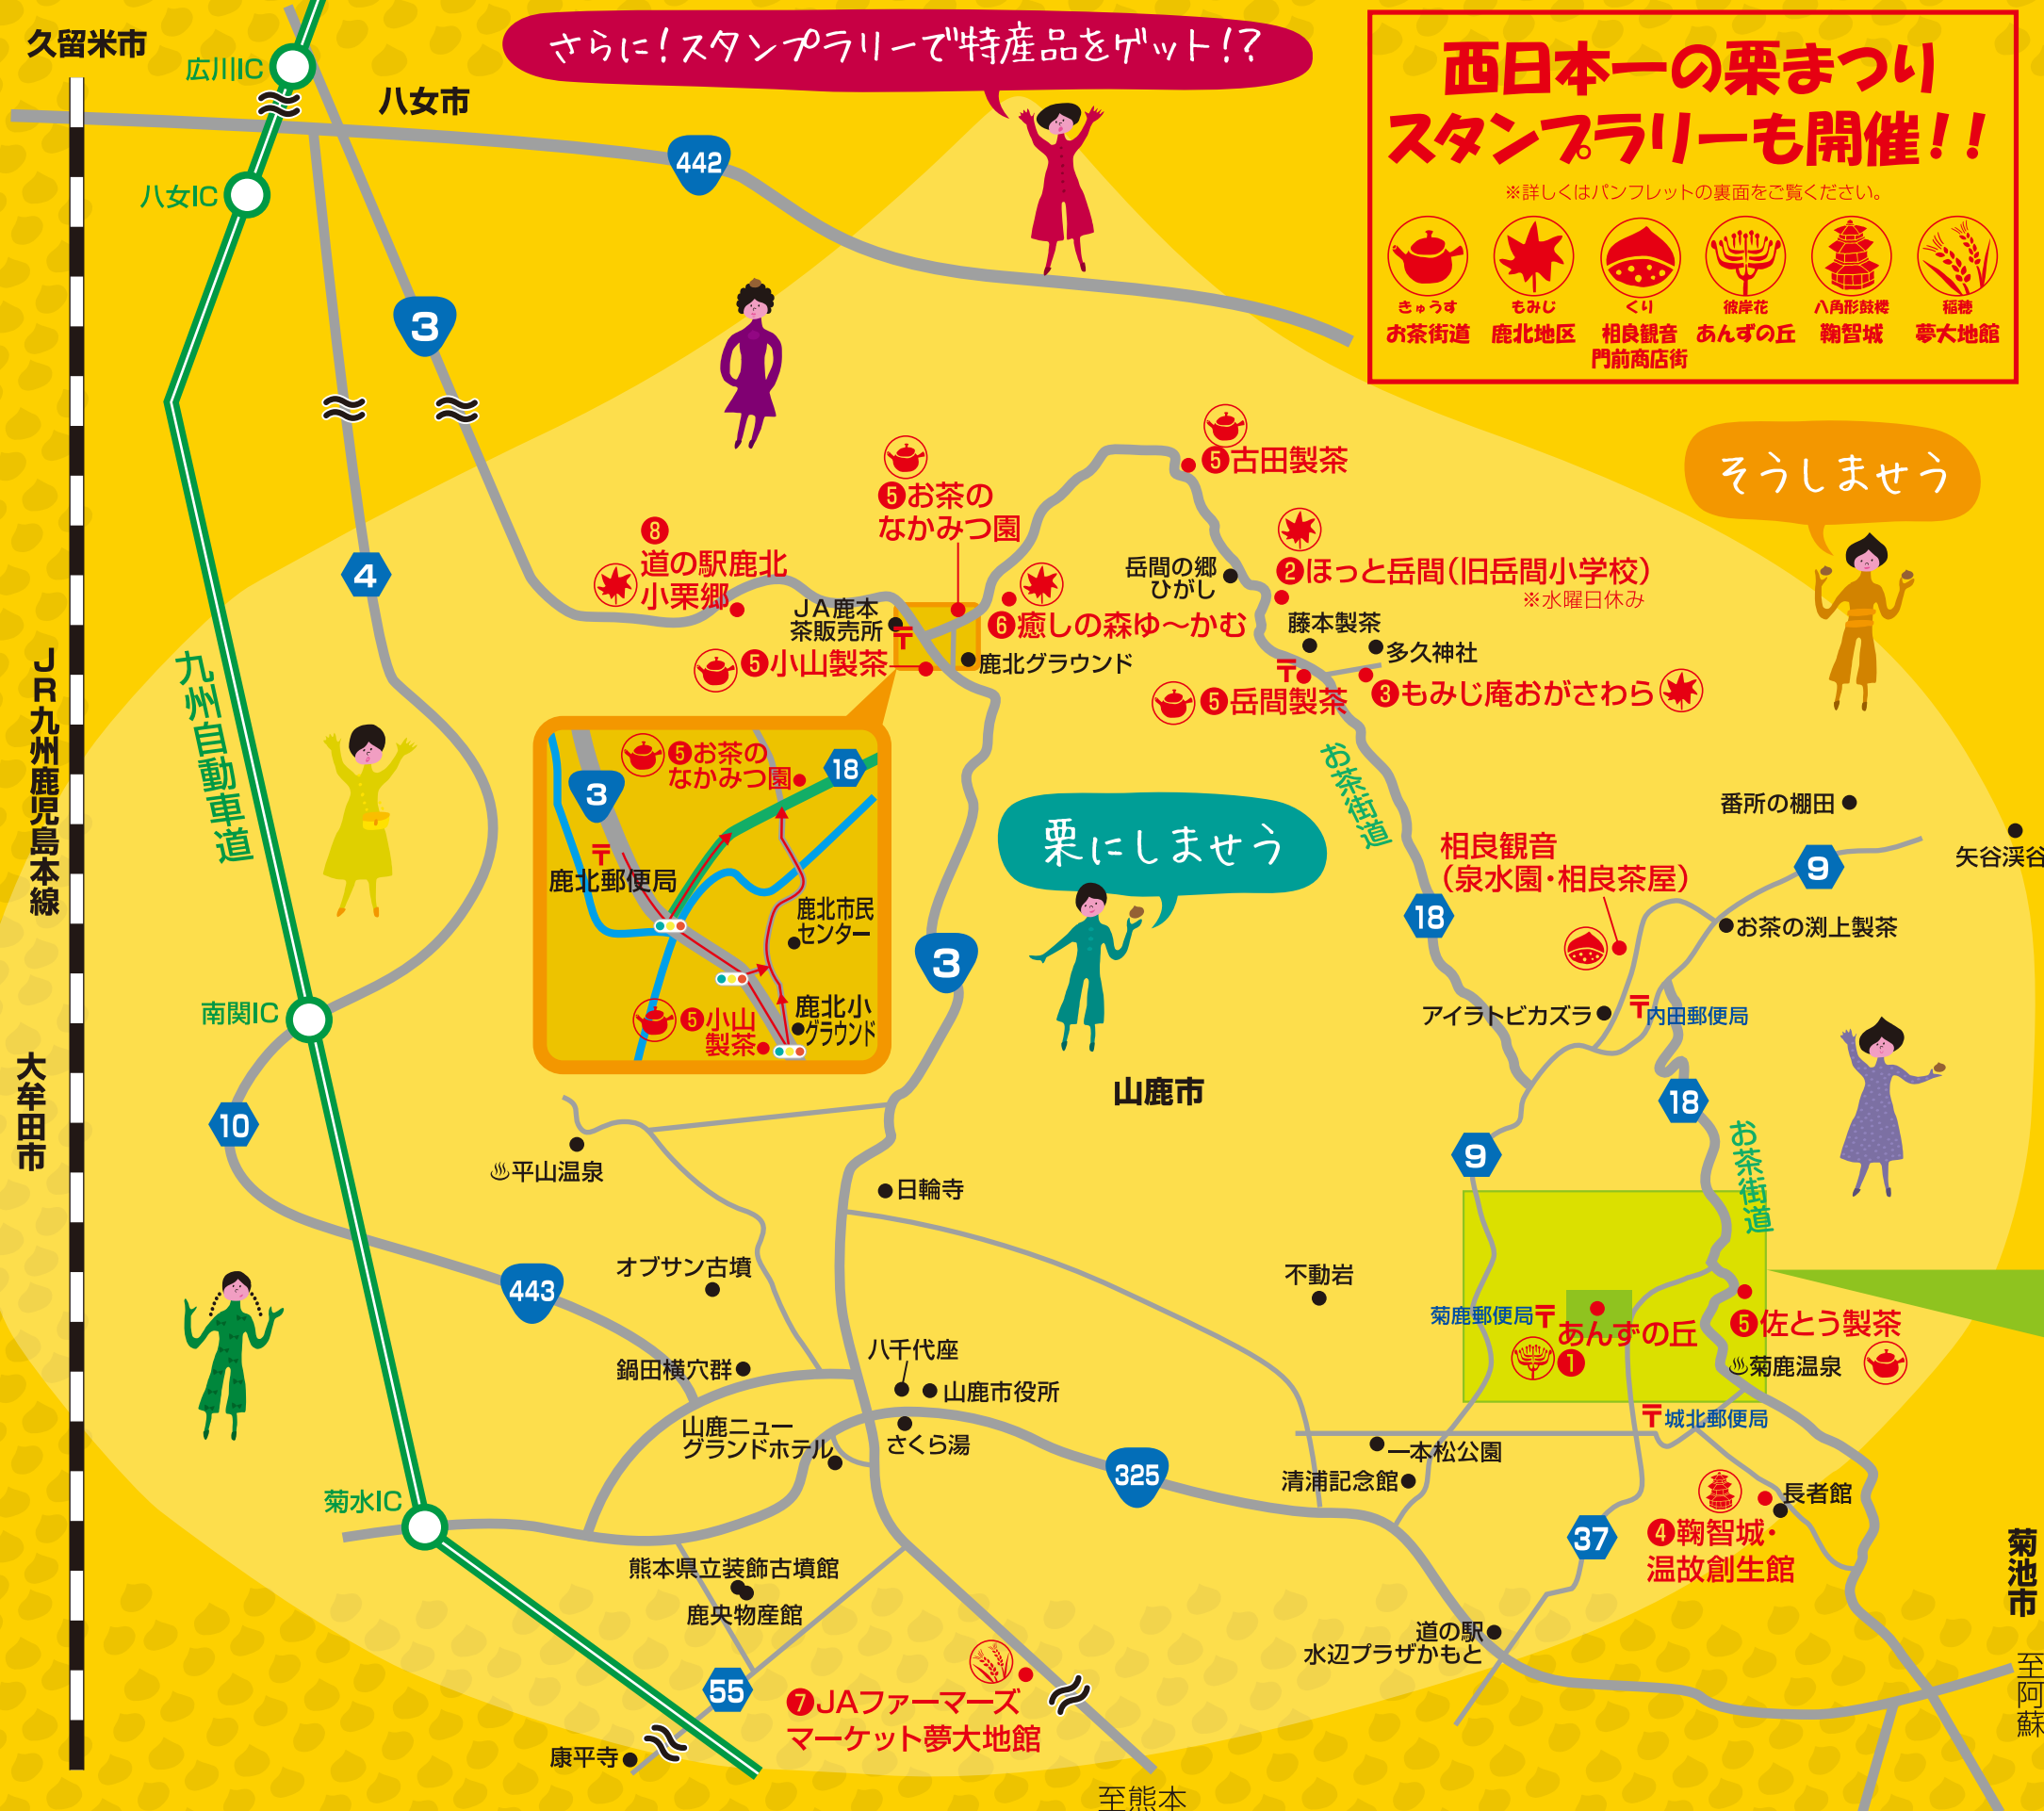 久留米市
広川IC
八女市
さらに!スタンプラリーで特産品をゲット!?
西日本一の栗まつり
スタンプラリーも開催!!
※詳しくはパンフレットの裏面をご覧ください。
きゅうす
お茶街道
もみじ
鹿北地区
くり
相良観音
門前商店街
彼岸花
あんずの丘
八角形鼓楼
鞠智城
稲穂
夢大地館
442
八女IC
3
4
そうしませう
❺古田製茶
❺お茶の
なかみつ園
❽
道の駅鹿北
小栗郷
JA鹿本
茶販売所
〒
❺小山製茶
❻癒しの森ゆ〜かむ
鹿北グラウンド
岳間の郷
ひがし
❷ほっと岳間(旧岳間小学校)
※水曜日休み
藤本製茶
多久神社
〒
❺岳間製茶
❸もみじ庵おがさわら
JR九州鹿児島本線
九州自動車道
❺お茶の
なかみつ園
18
3
〒
鹿北郵便局
鹿北市民
センター
❺小山
製茶
鹿北小
グラウンド
栗にしませう
お茶街道
番所の棚田
矢谷渓谷
9
相良観音
(泉水園・相良茶屋)
18
お茶の渕上製茶
3
アイラトビカズラ
〒内田郵便局
南関IC
大牟田市
10
山鹿市
18
9
お茶街道
♨平山温泉
日輪寺
オブサン古墳
443
不動岩
菊鹿郵便局〒
あんずの丘
❶
❺佐とう製茶
♨菊鹿温泉
八千代座
鍋田横穴群
山鹿市役所
山鹿ニュー
グランドホテル
さくら湯
〒城北郵便局
一本松公園
清浦記念館
325
菊水IC
長者館
❹鞠智城・
温故創生館
37
菊池市
熊本県立装飾古墳館
鹿央物産館
道の駅
水辺プラザかもと
至阿蘇
55
❼JAファーマーズ
マーケット夢大地館
康平寺
至熊本